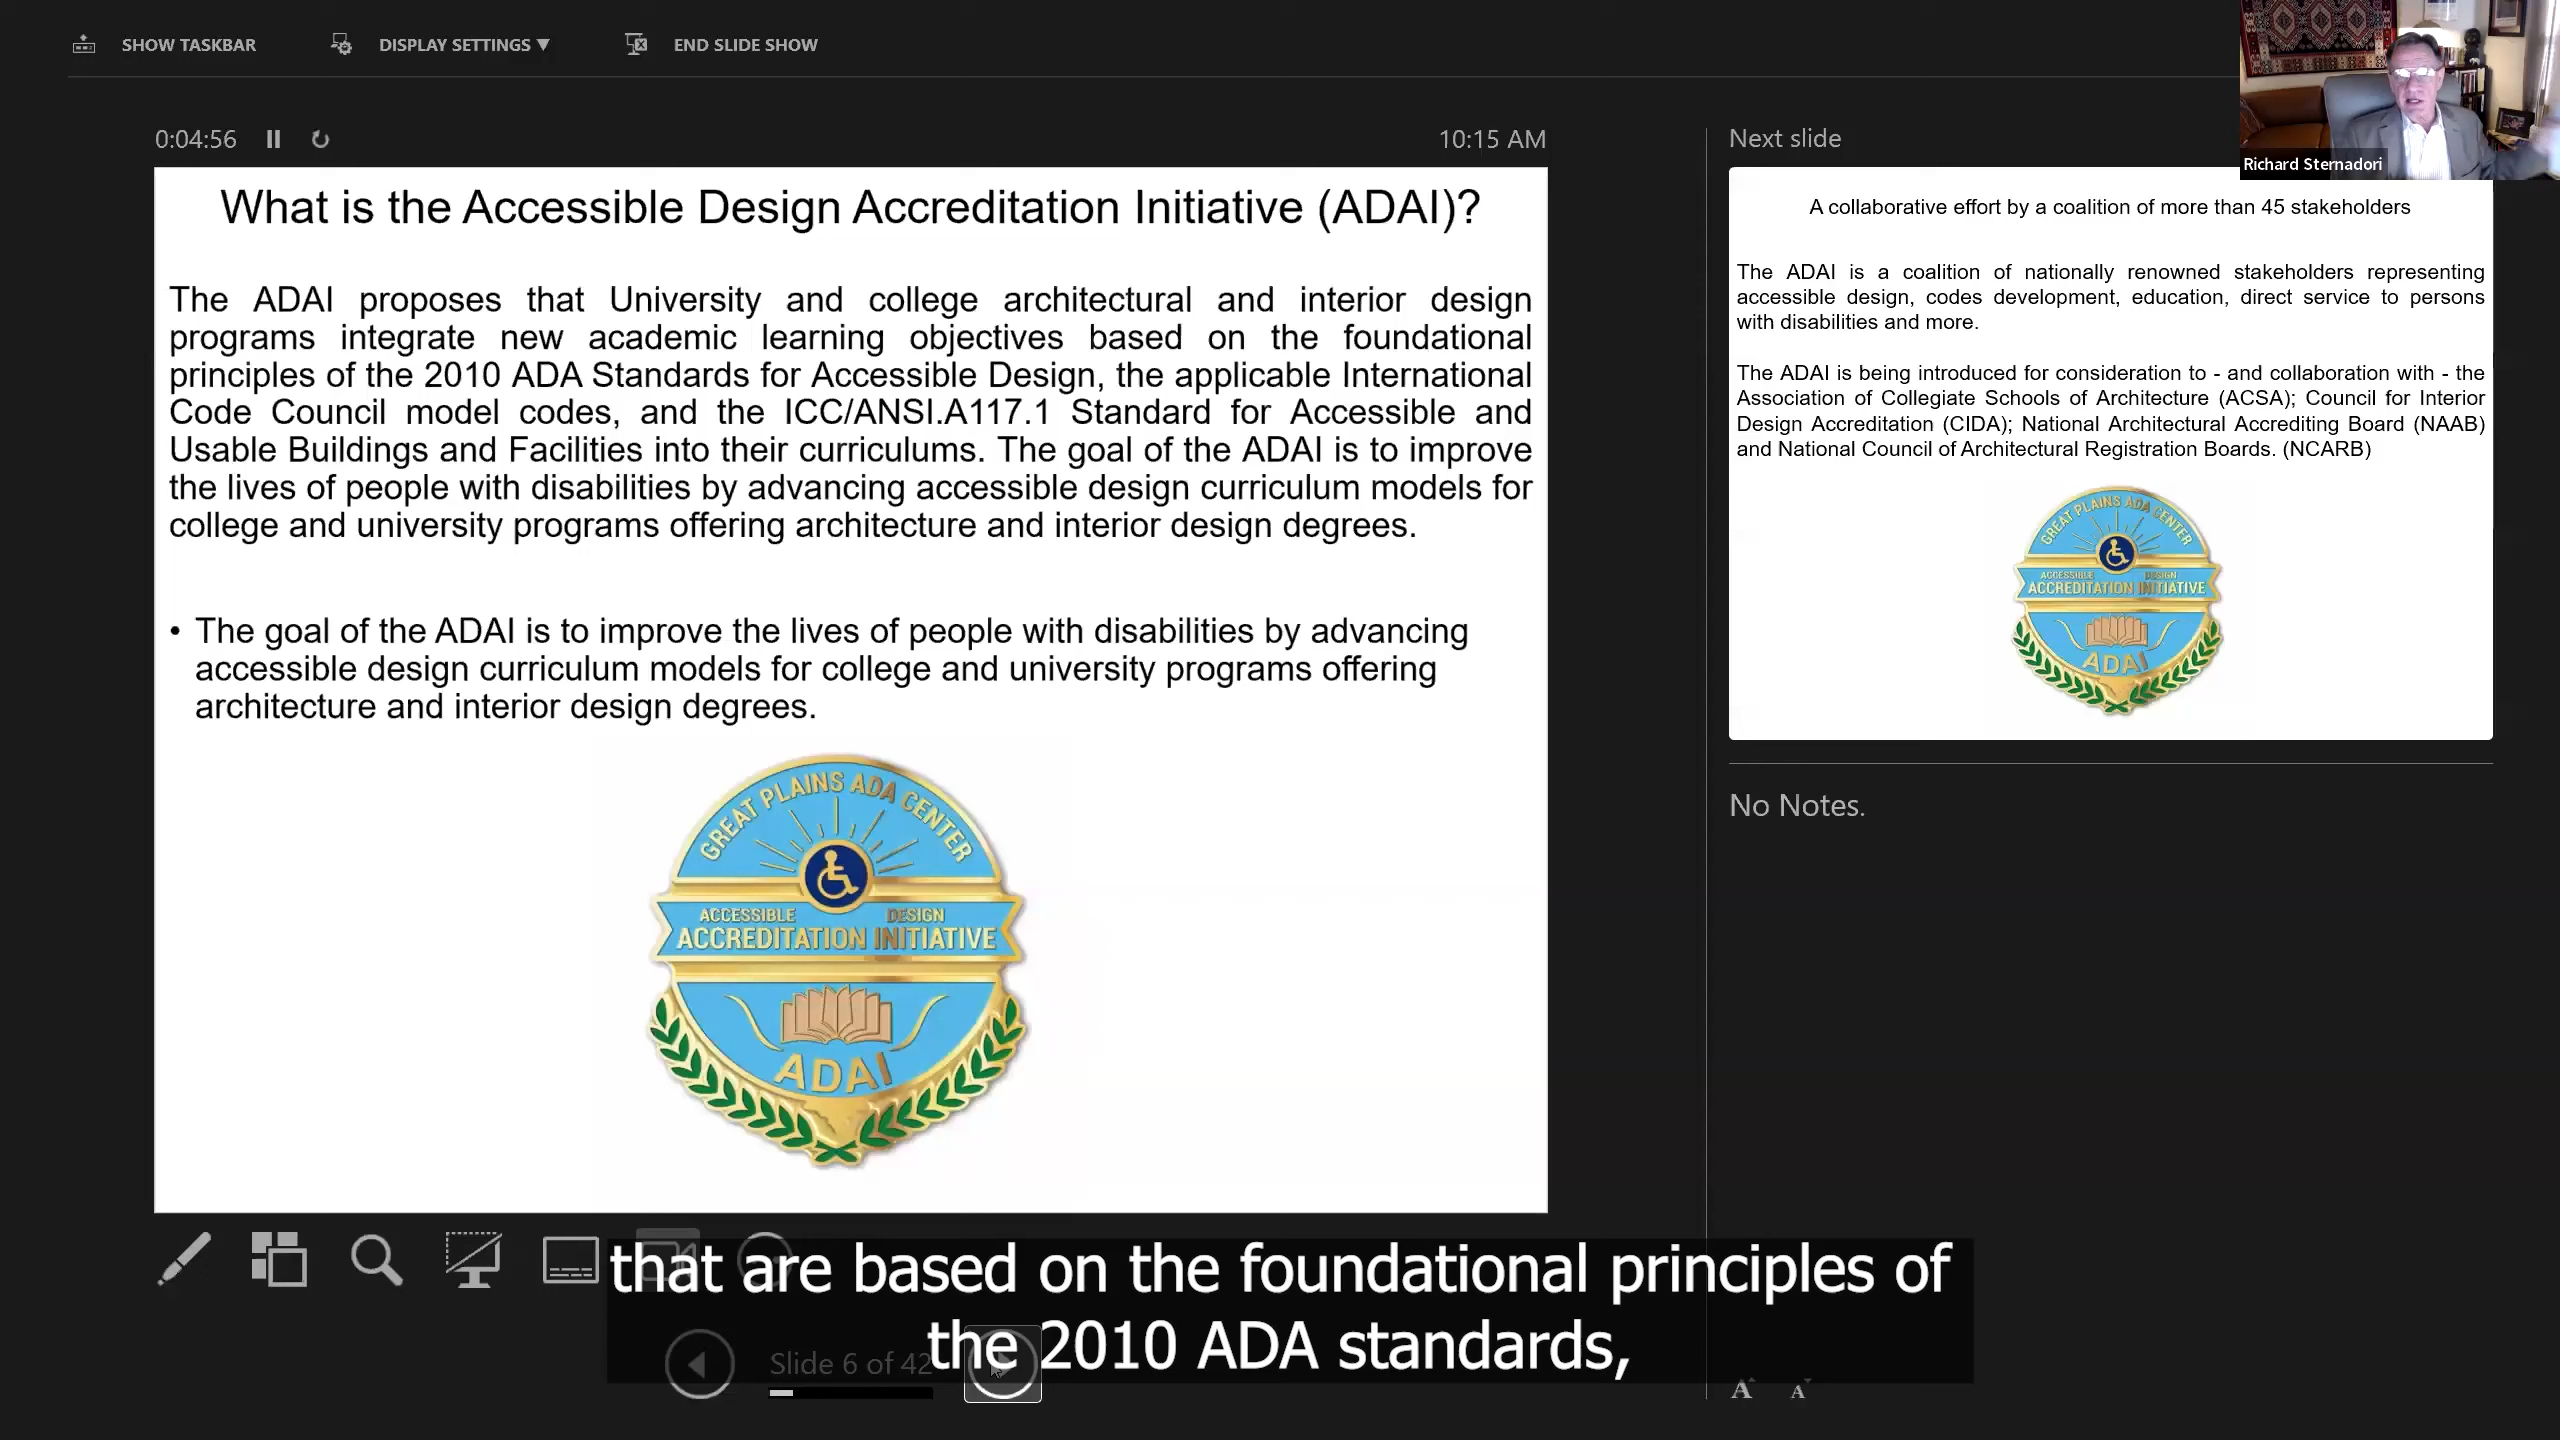 SHOW TASKBAR
DISPLAY SETTINGS ▼
END SLIDE SHOW
0:04:56
10:15 AM
What is the Accessible Design Accreditation Initiative (ADAI)?
The ADAI proposes that University and college architectural and interior design
programs integrate new academic learning objectives based on the foundational
principles of the 2010 ADA Standards for Accessible Design, the applicable International
Code Council model codes, and the ICC/ANSI.A117.1 Standard for Accessible and
Usable Buildings and Facilities into their curriculums. The goal of the ADAI is to improve
the lives of people with disabilities by advancing accessible design curriculum models for
college and university programs offering architecture and interior design degrees.
• The goal of the ADAI is to improve the lives of people with disabilities by advancing
accessible design curriculum models for college and university programs offering
architecture and interior design degrees.
GREAT PLAINS ADA CENTER
ACCESSIBLE DESIGN
ACCREDITATION INITIATIVE
ADAI
Next slide
Richard Sternadori
A collaborative effort by a coalition of more than 45 stakeholders
The ADAI is a coalition of nationally renowned stakeholders representing
accessible design, codes development, education, direct service to persons
with disabilities and more.
The ADAI is being introduced for consideration to - and collaboration with - the
Association of Collegiate Schools of Architecture (ACSA); Council for Interior
Design Accreditation (CIDA); National Architectural Accrediting Board (NAAB)
and National Council of Architectural Registration Boards. (NCARB)
GREAT PLAINS ADA CENTER
ACCESSIBLE DESIGN
ACCREDITATION INITIATIVE
ADAI
No Notes.
that are based on the foundational principles of
the 2010 ADA standards,
Slide 6 of 42
A A